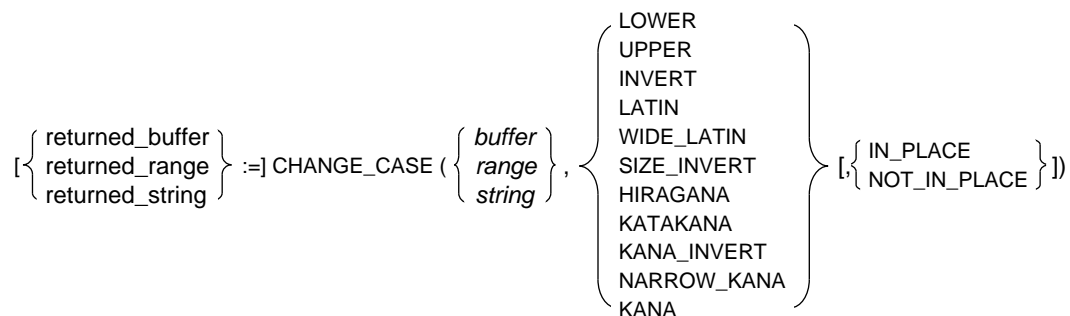 [ { returned_buffer returned_range returned_string } :=] CHANGE_CASE ( { buffer range string } , { LOWER
UPPER
INVERT
LATIN
WIDE_LATIN
SIZE_INVERT
HIRAGANA
KATAKANA
KANA_INVERT
NARROW_KANA
KANA } [, { IN_PLACE
NOT_IN_PLACE } ])